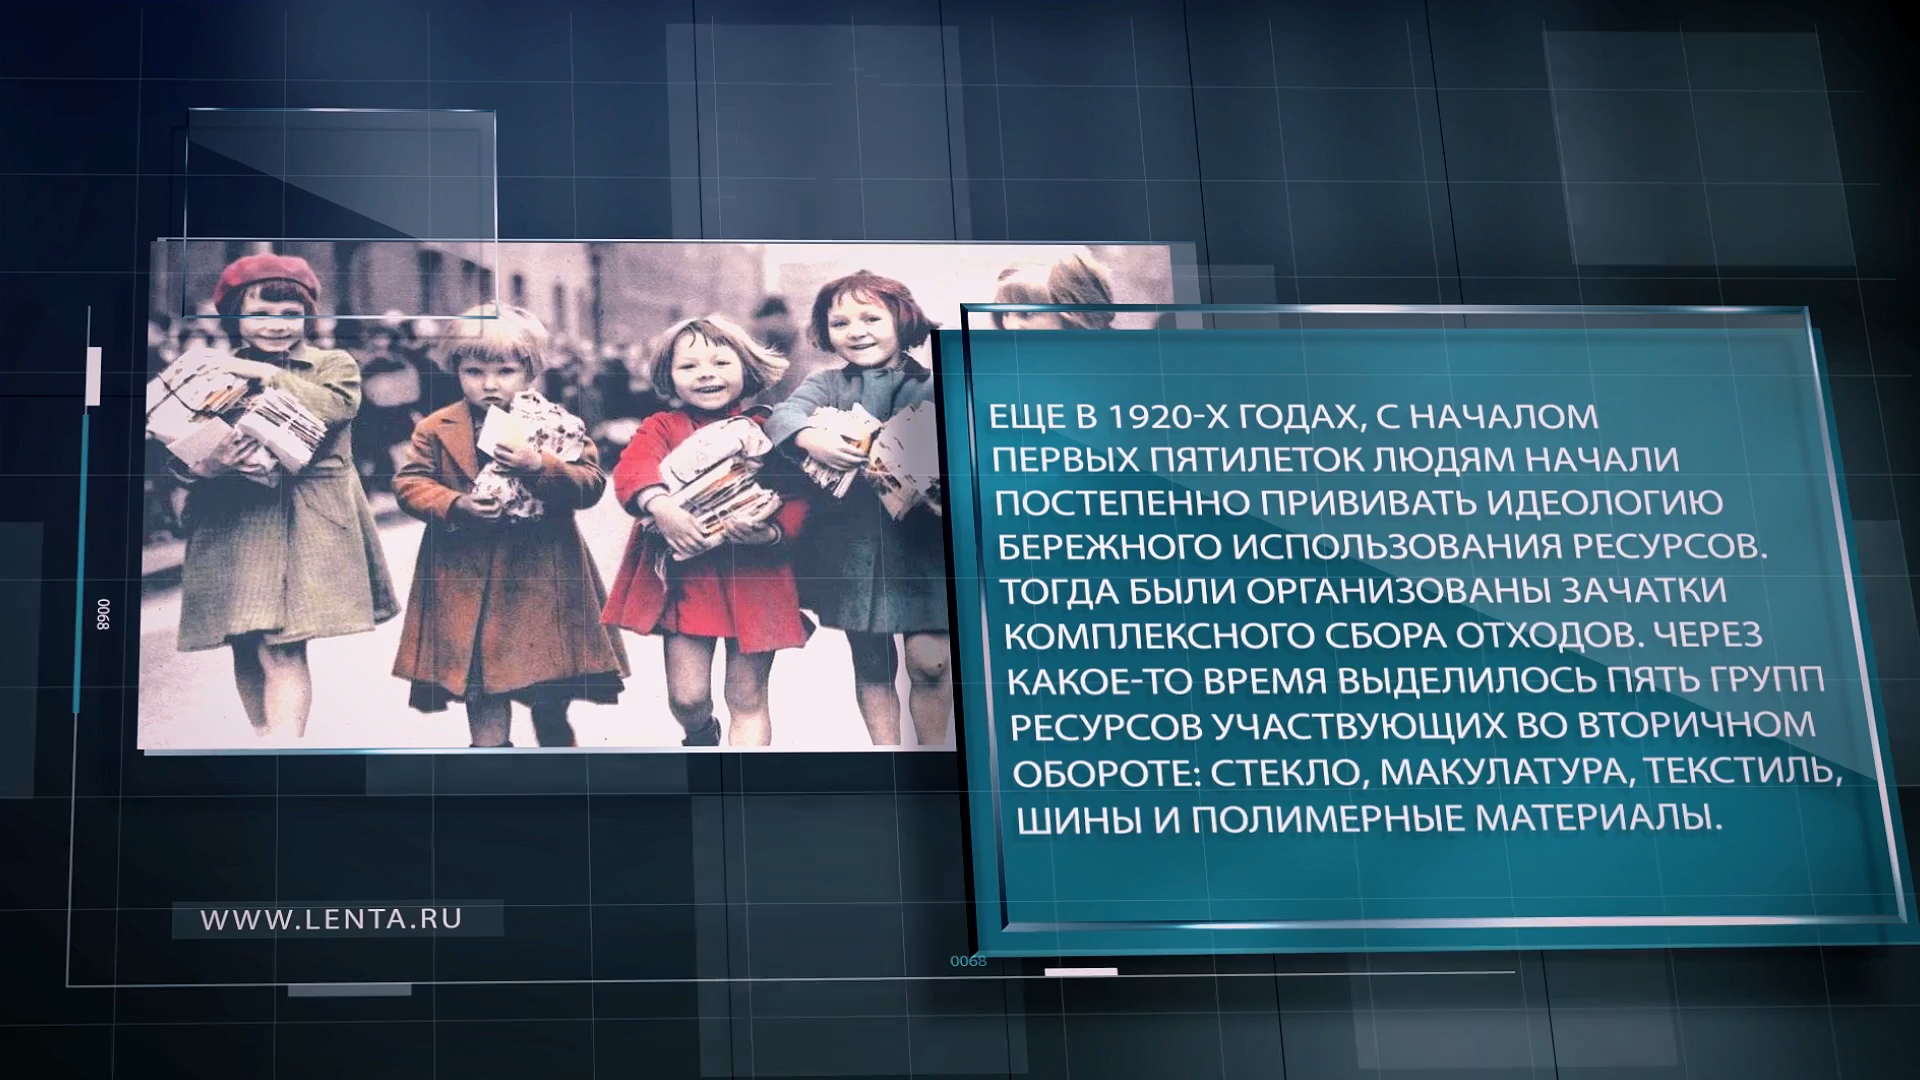 ЕЩЕ В 1920-Х ГОДАХ, С НАЧАЛОМ
ПЕРВЫХ ПЯТИЛЕТОК ЛЮДЯМ НАЧАЛИ
ПОСТЕПЕННО ПРИВИВАТЬ ИДЕОЛОГИЮ
БЕРЕЖНОГО ИСПОЛЬЗОВАНИЯ РЕСУРСОВ.
ТОГДА БЫЛИ ОРГАНИЗОВАНЫ ЗАЧАТКИ
КОМПЛЕКСНОГО СБОРА ОТХОДОВ. ЧЕРЕЗ
КАКОЕ-ТО ВРЕМЯ ВЫДЕЛИЛОСЬ ПЯТЬ ГРУПП
РЕСУРСОВ УЧАСТВУЮЩИХ ВО ВТОРИЧНОМ
ОБОРОТЕ: СТЕКЛО, МАКУЛАТУРА, ТЕКСТИЛЬ,
ШИНЫ И ПОЛИМЕРНЫЕ МАТЕРИАЛЫ.
0068
WWW.LENTA.RU
0068